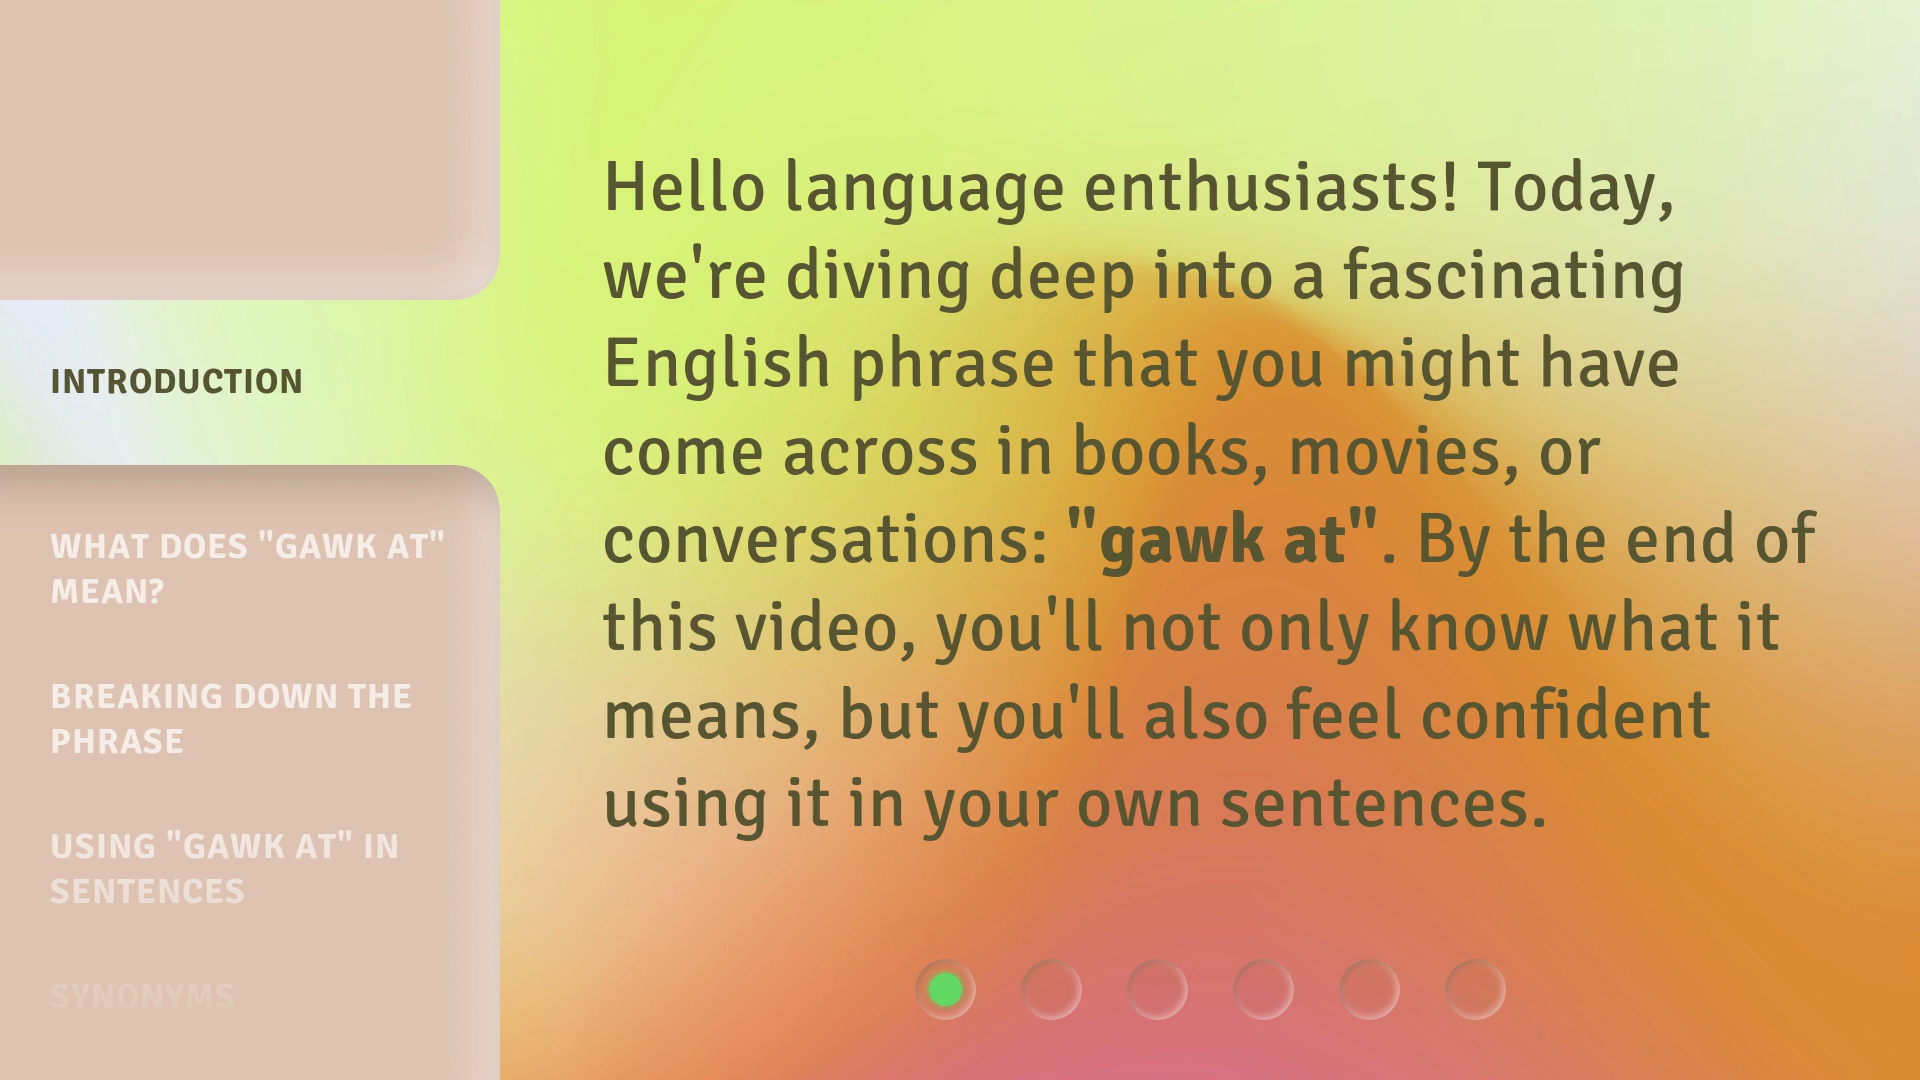 INTRODUCTION
WHAT DOES "GAWK AT"
MEAN?
BREAKING DOWN THE
PHRASE
USING "GAWK AT" IN
SENTENCES
SYNONYMS
Hello language enthusiasts! Today,
we're diving deep into a fascinating
English phrase that you might have
come across in books, movies, or
conversations: "gawk at". By the end of
this video, you'll not only know what it
means, but you'll also feel confident
using it in your own sentences.